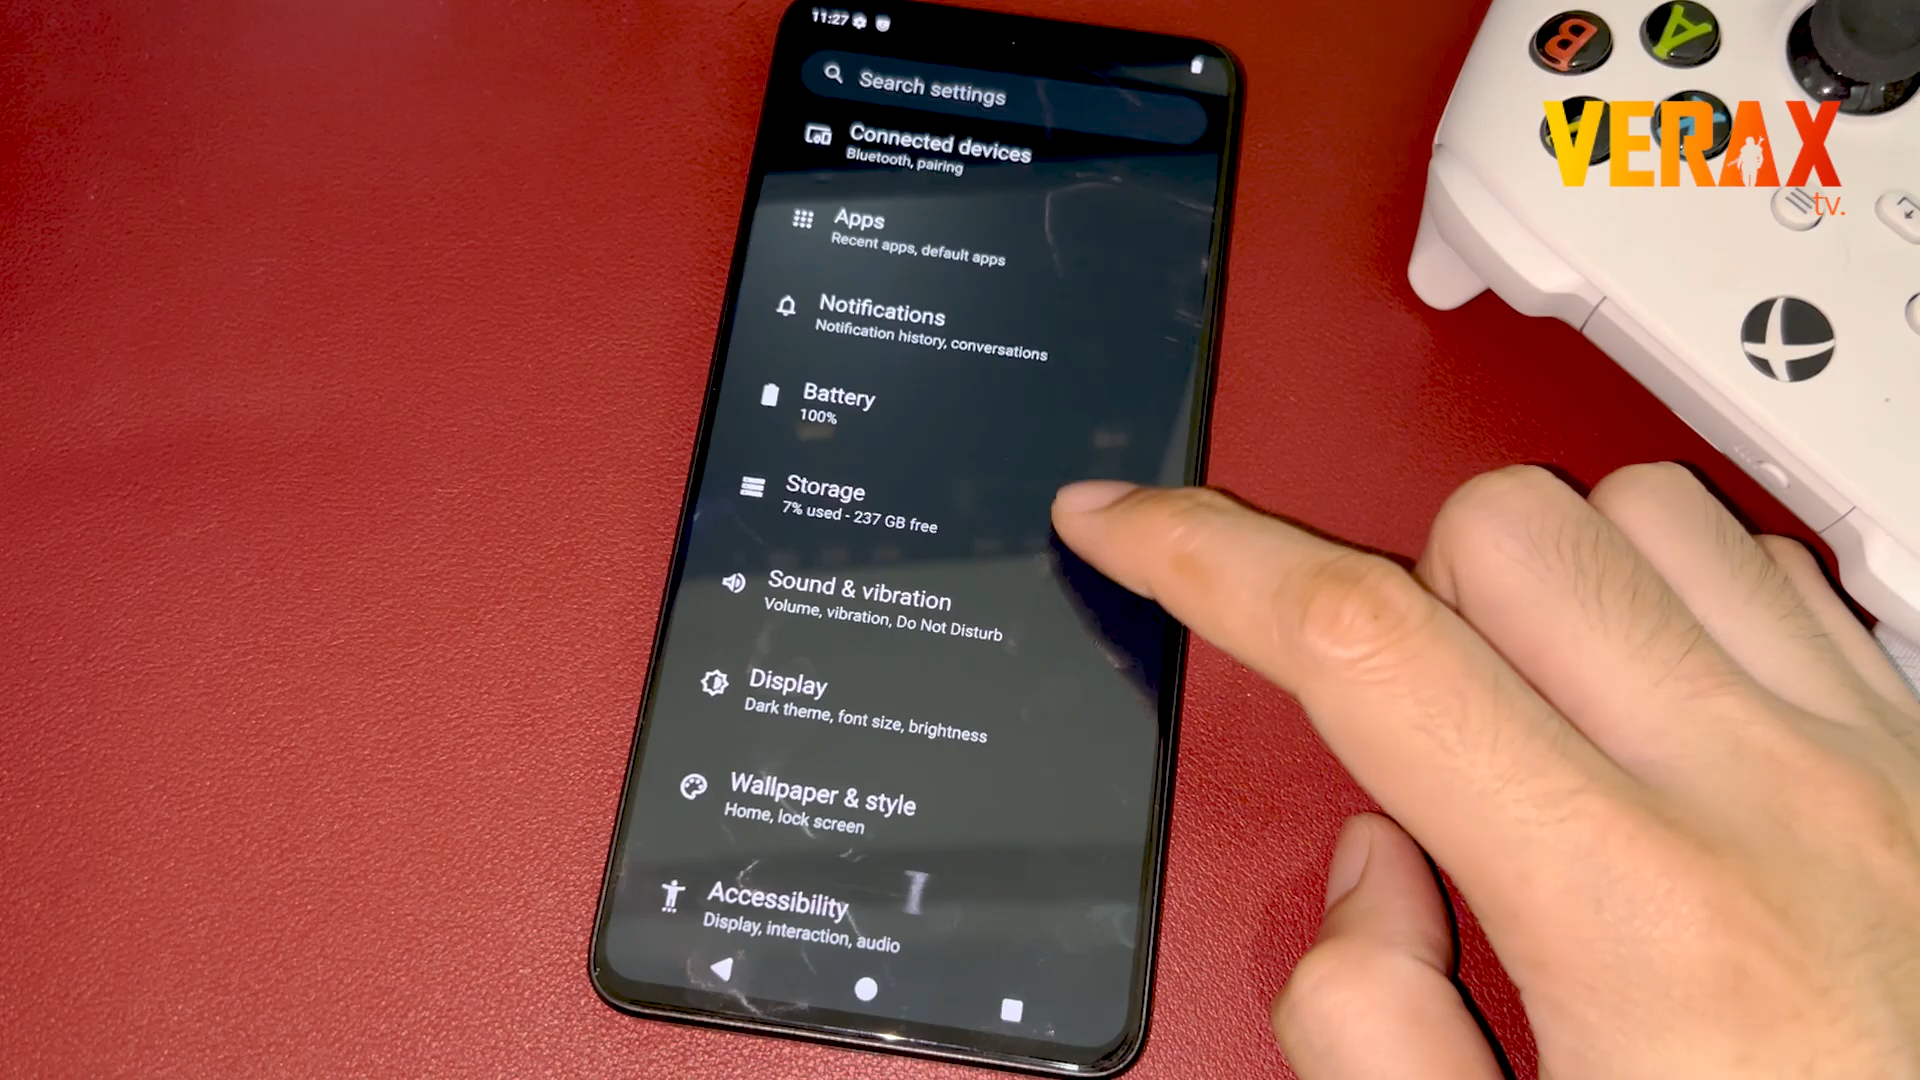 11:27
Search settings
Connected devices
Bluetooth, pairing
Apps
Recent apps, default apps
Notifications
Notification history, conversations
Battery
100%
Storage
7% used - 237 GB free
Sound & vibration
Volume, vibration, Do Not Disturb
Display
Dark theme, font size, brightness
Wallpaper & style
Home, lock screen
Accessibility
Display, interaction, audio
B
A
VERAX
tv.